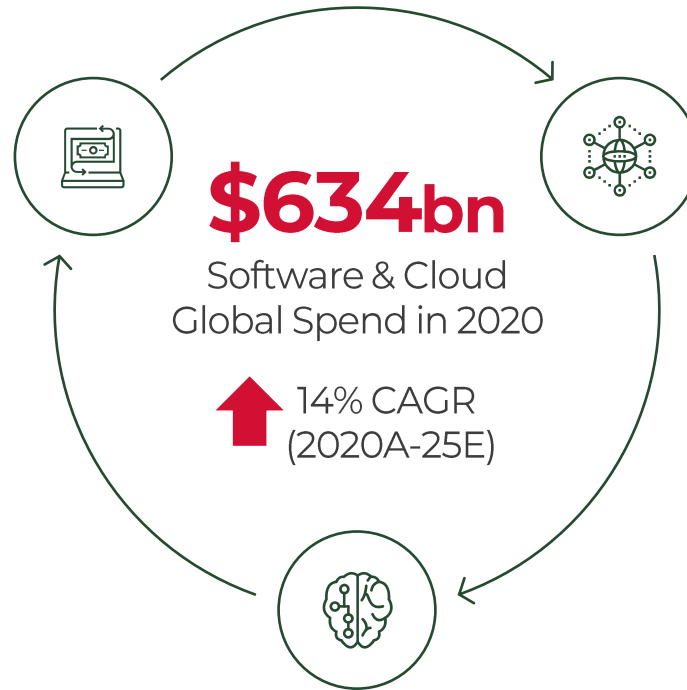 $634bn
Software & Cloud
Global Spend in 2020
14% CAGR
(2020A-25E)